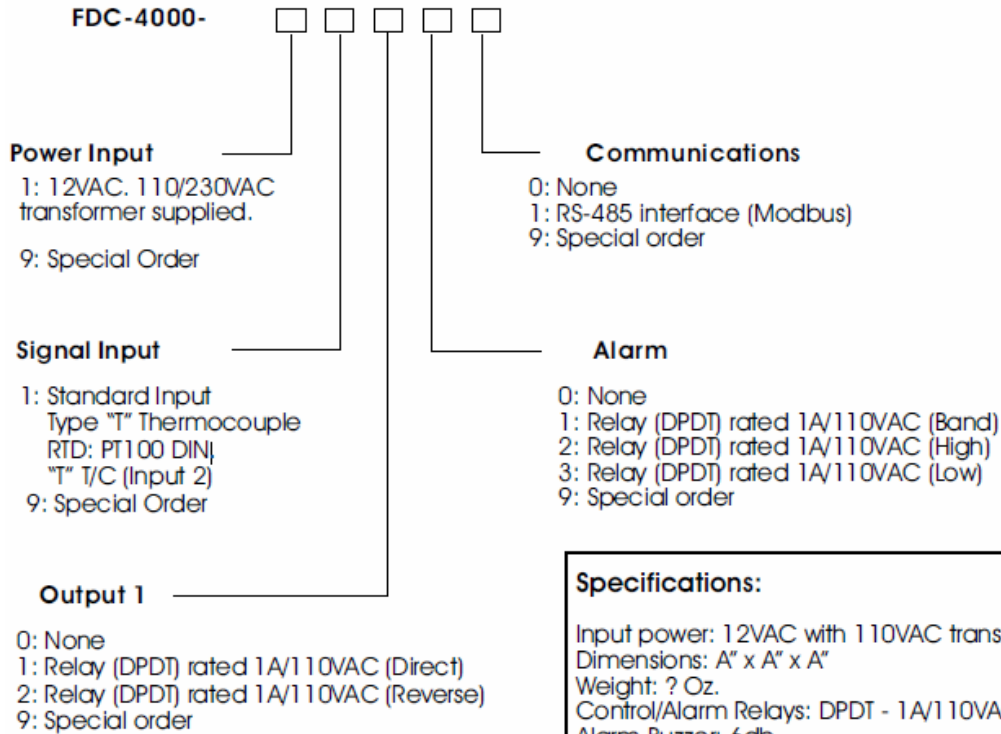 FDC-4000-
Power Input
1: 12VAC. 110/230VAC
transformer supplied.
9: Special Order
Signal Input
1: Standard Input
Type "T" Thermocouple
RTD: PT100 DIN
"T" T/C (Input 2)
9: Special Order
Output 1
0: None
1: Relay (DPDT) rated 1A/110VAC (Direct)
2: Relay (DPDT) rated 1A/110VAC (Reverse)
9: Special order
Communications
0: None
1: RS-485 interface (Modbus)
9: Special order
Alarm
0: None
1: Relay (DPDT) rated 1A/110VAC (Band)
2: Relay (DPDT) rated 1A/110VAC (High)
3: Relay (DPDT) rated 1A/110VAC (Low)
9: Special order
Specifications:
Input power: 12VAC with 110VAC trans
Dimensions: A" x A" x A"
Weight: ? Oz.
Control/Alarm Relays: DPDT - 1A/110VA